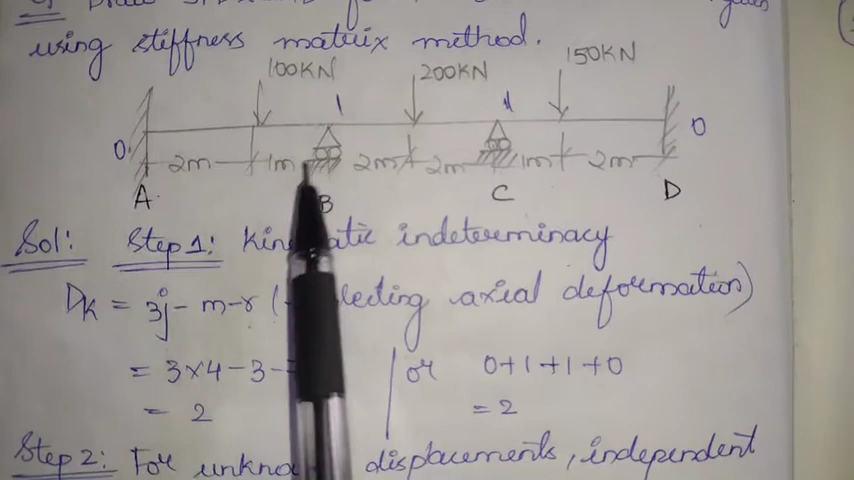 using stiffness matrix method.
100KN 200KN 150KN
0 1 1 0
2m 1m 2m 2m 1m 2m
A B C D
Sol: Step 1: Kinematic indeterminacy
Dk = 3j - m - r ( neglecting axial deformation)
= 3×4 - 3 - or 0+1+1+0
= 2 = 2
Step 2: For displacements, independent